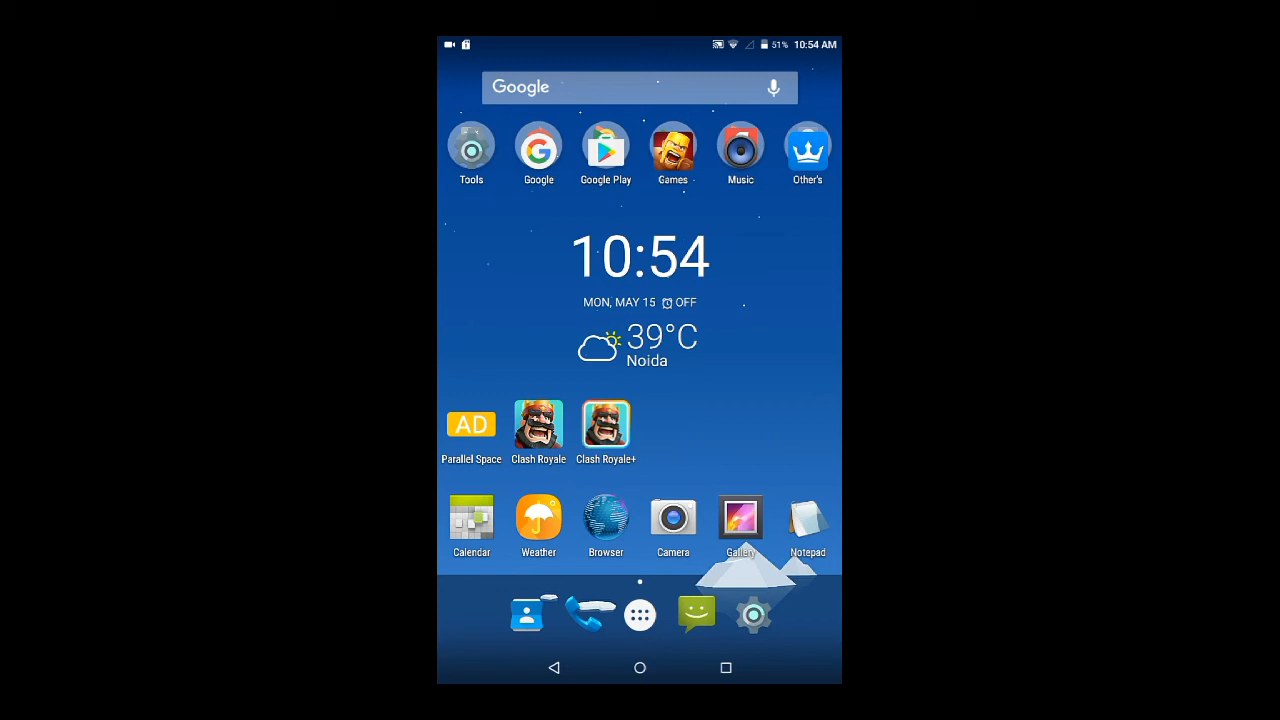 51% 10:54 AM
Google
Tools Google Google Play Games Music Other's
10:54
MON, MAY 15 OFF
39°C
Noida
AD
Parallel Space Clash Royale Clash Royale+
Calendar Weather Browser Camera Gallery Notepad